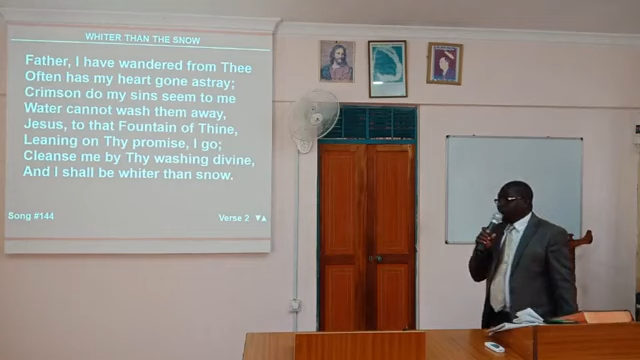 WHITER THAN THE SNOW
Father, I have wandered from Thee
Often has my heart gone astray;
Crimson do my sins seem to me
Water cannot wash them away,
Jesus, to that Fountain of Thine,
Leaning on Thy promise, I go;
Cleanse me by Thy washing divine,
And I shall be whiter than snow.
Song #144
Verse 2 ▼▲